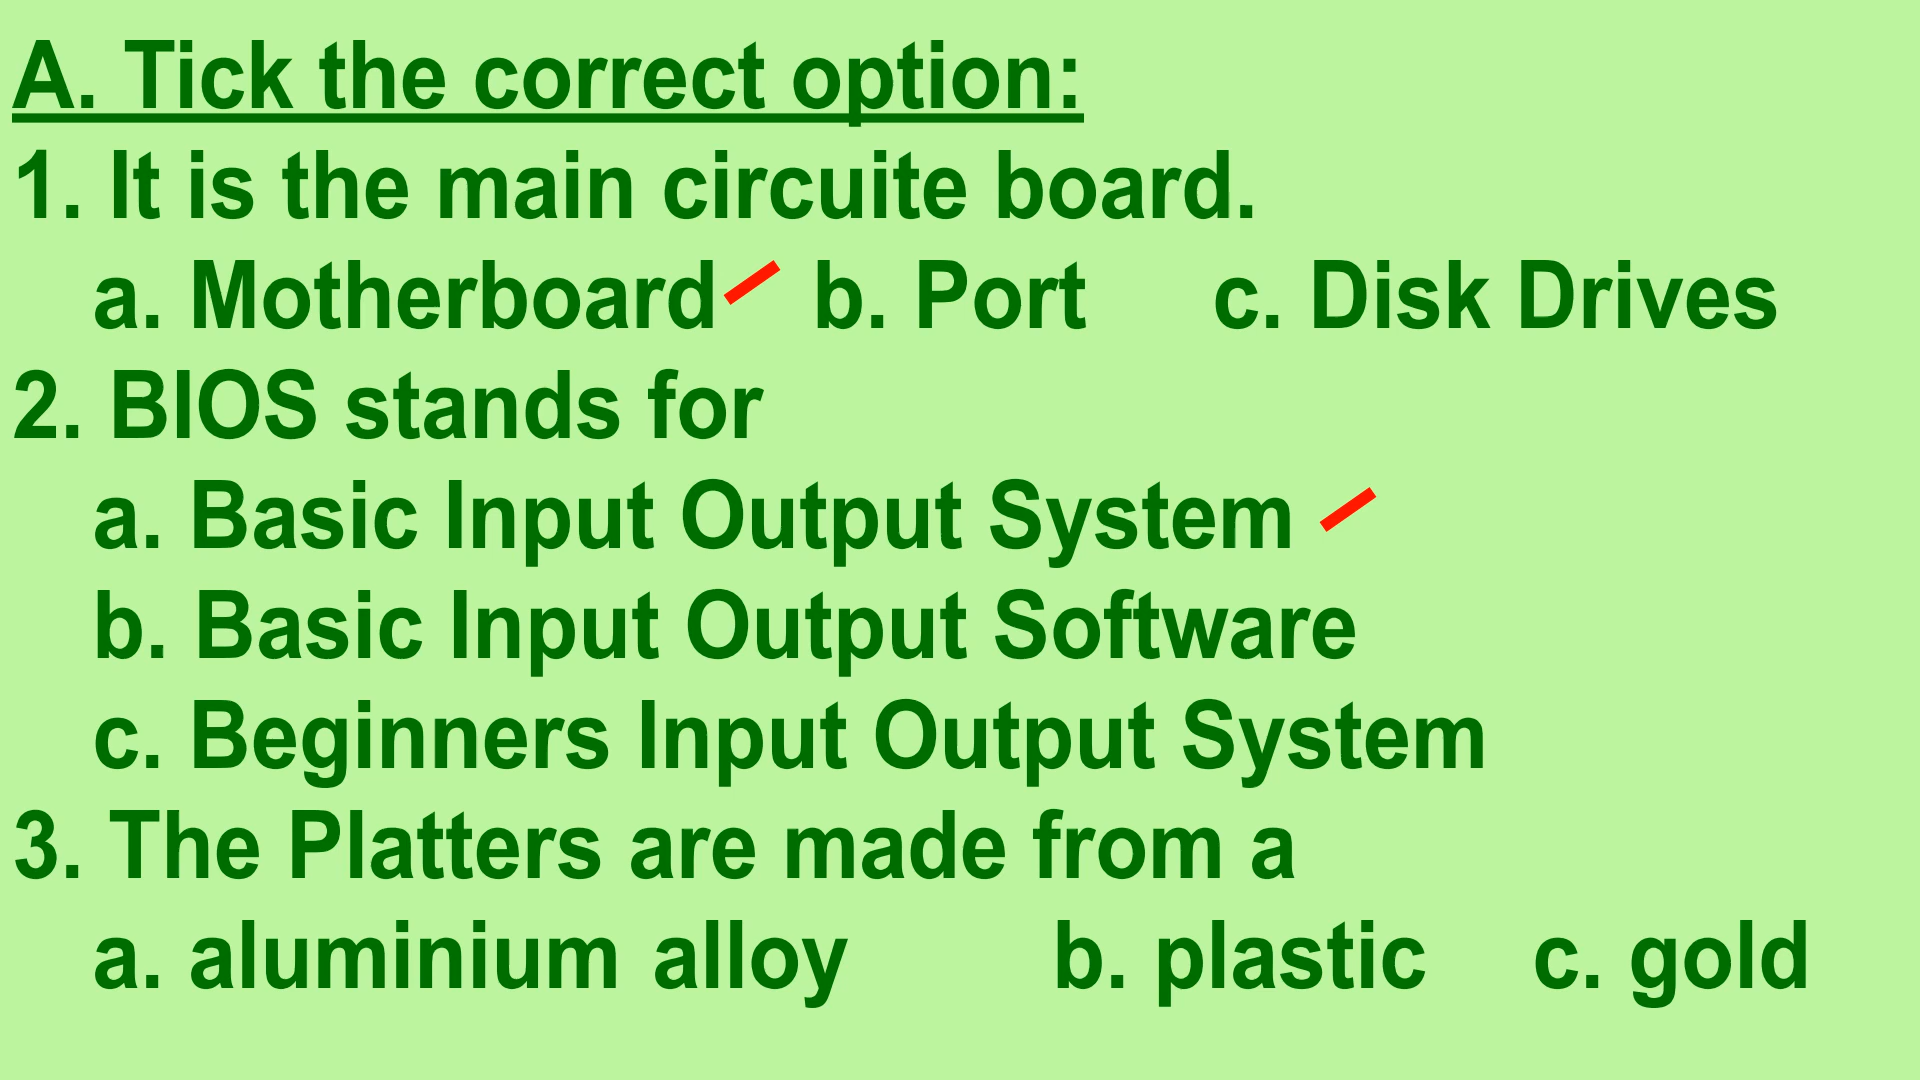 A. Tick the correct option:
1. It is the main circuite board.
a. Motherboard b. Port c. Disk Drives
2. BIOS stands for
a. Basic Input Output System
b. Basic Input Output Software
c. Beginners Input Output System
3. The Platters are made from a
a. aluminium alloy b. plastic c. gold